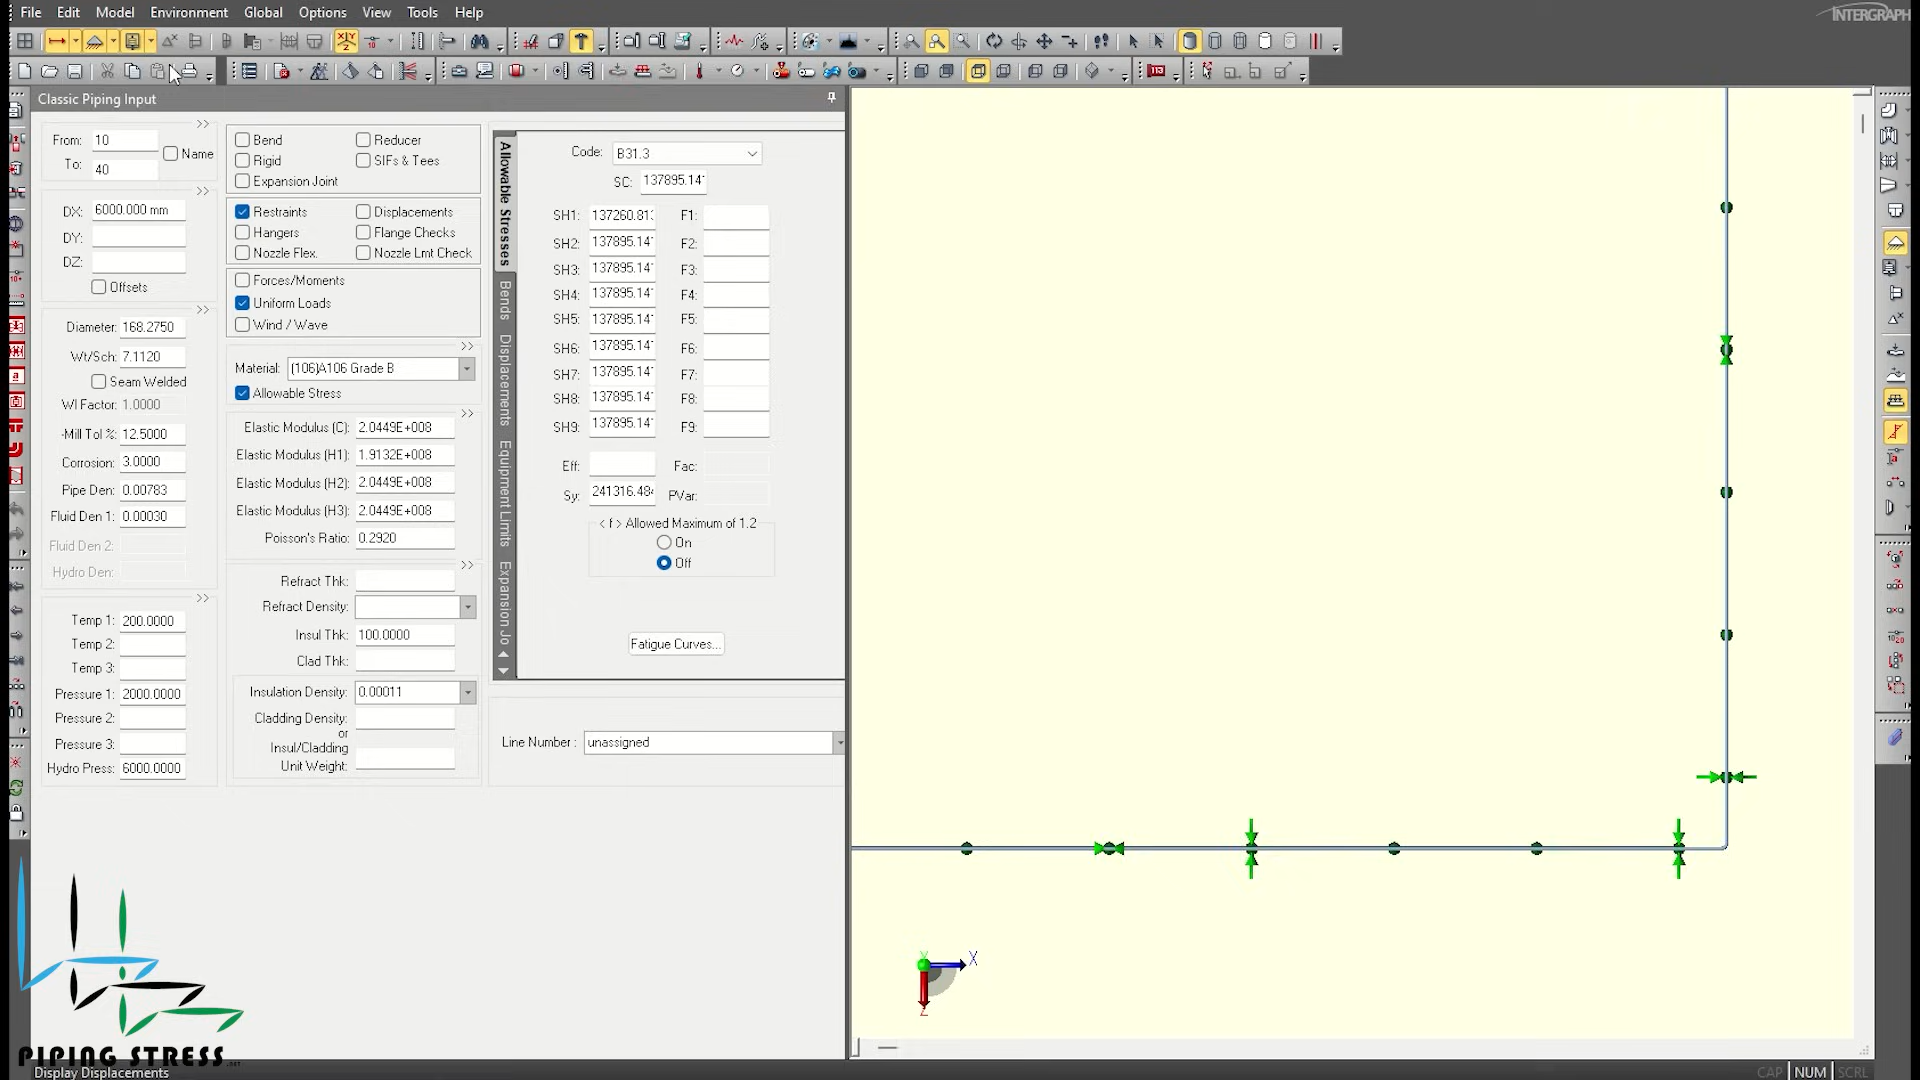 File Edit Model Environment Global Options View Tools Help
INTERGRAPH
Classic Piping Input
From: 10
To: 40
Name
>>
DX: 6000.000 mm
DY:
DZ:
Offsets
>>
Diameter: 168.2750
Wt/Sch: 7.1120
Seam Welded
WI Factor: 1.0000
-Mill Tol %: 12.5000
Corrosion: 3.0000
Pipe Den: 0.00783
Fluid Den 1: 0.00030
Fluid Den 2:
Hydro Den:
>>
Temp 1: 200.0000
Temp 2:
Temp 3:
Pressure 1: 2000.0000
Pressure 2:
Pressure 3:
Hydro Press: 6000.0000
Bend Reducer
Rigid SIFs & Tees
Expansion Joint
Restraints Displacements
Hangers Flange Checks
Nozzle Flex. Nozzle Lmt Check
Forces/Moments
Uniform Loads
Wind / Wave
>>
Material: (106)A106 Grade B
Allowable Stress
>>
Elastic Modulus (C): 2.0449E+008
Elastic Modulus (H1): 1.9132E+008
Elastic Modulus (H2): 2.0449E+008
Elastic Modulus (H3): 2.0449E+008
Poisson's Ratio: 0.2920
>>
Refract Thk:
Refract Density:
Insul Thk: 100.0000
Clad Thk:
Insulation Density: 0.00011
Cladding Density:
or
Insul/Cladding
Unit Weight:
Allowable Stresses
Bends
Displacements
Equipment Limits
Expansion Jo
Code: B31.3
SC: 137895.14
SH1: 137260.81 F1:
SH2: 137895.14 F2:
SH3: 137895.14 F3:
SH4: 137895.14 F4:
SH5: 137895.14 F5:
SH6: 137895.14 F6:
SH7: 137895.14 F7:
SH8: 137895.14 F8:
SH9: 137895.14 F9:
Eff: Fac:
Sy: 241316.48 PVar:
< f > Allowed Maximum of 1.2
On
Off
Fatigue Curves...
Line Number : unassigned
Y
X
Z
PIPING STRESS
Display Displacements
CAP NUM SCRL